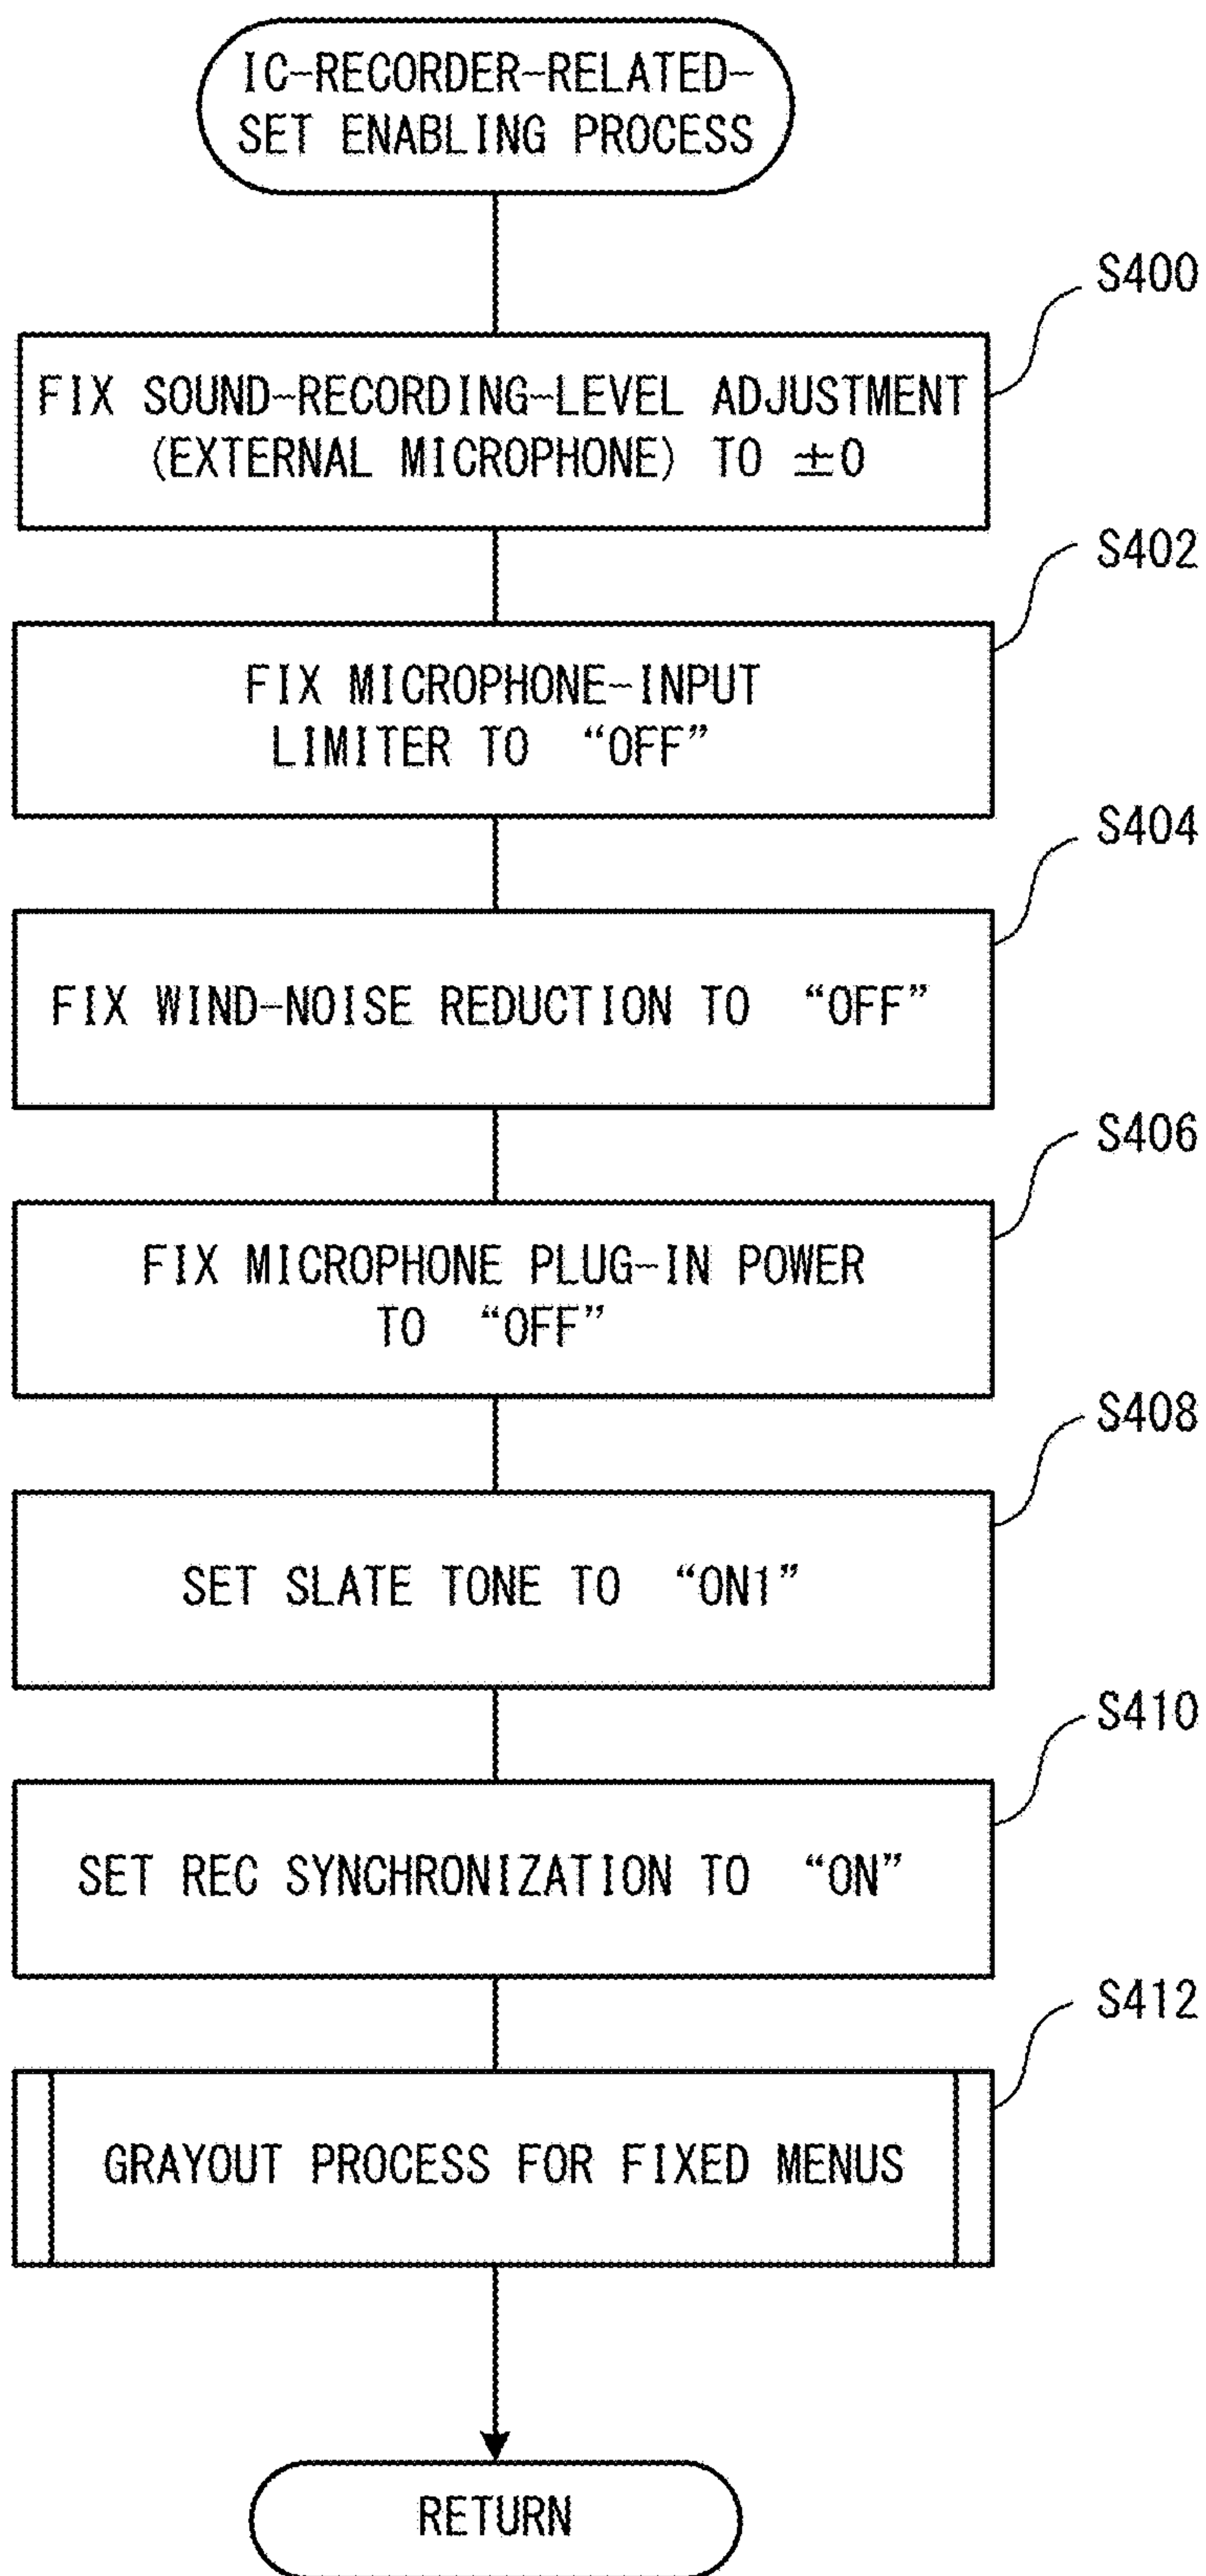 IC-RECORDER-RELATED-
SET ENABLING PROCESS
S400
FIX SOUND-RECORDING-LEVEL ADJUSTMENT
(EXTERNAL MICROPHONE) TO ±0
S402
FIX MICROPHONE-INPUT
LIMITER TO “OFF”
S404
FIX WIND-NOISE REDUCTION TO “OFF”
S406
FIX MICROPHONE PLUG-IN POWER
TO “OFF”
S408
SET SLATE TONE TO “ON1”
S410
SET REC SYNCHRONIZATION TO “ON”
S412
GRAYOUT PROCESS FOR FIXED MENUS
RETURN